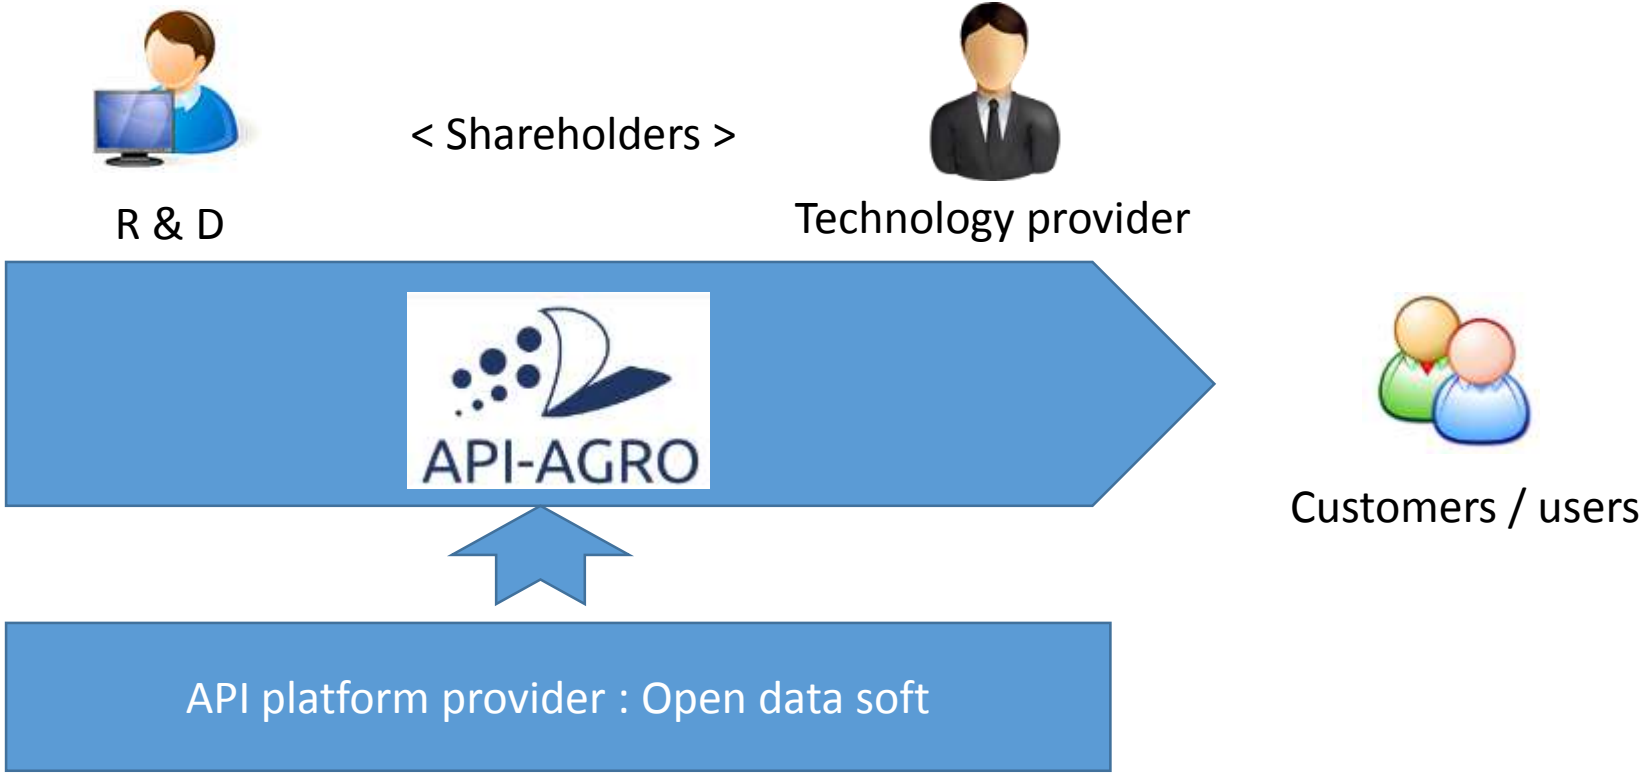 < Shareholders >
R & D
Technology provider
API-AGRO
Customers / users
API platform provider : Open data soft